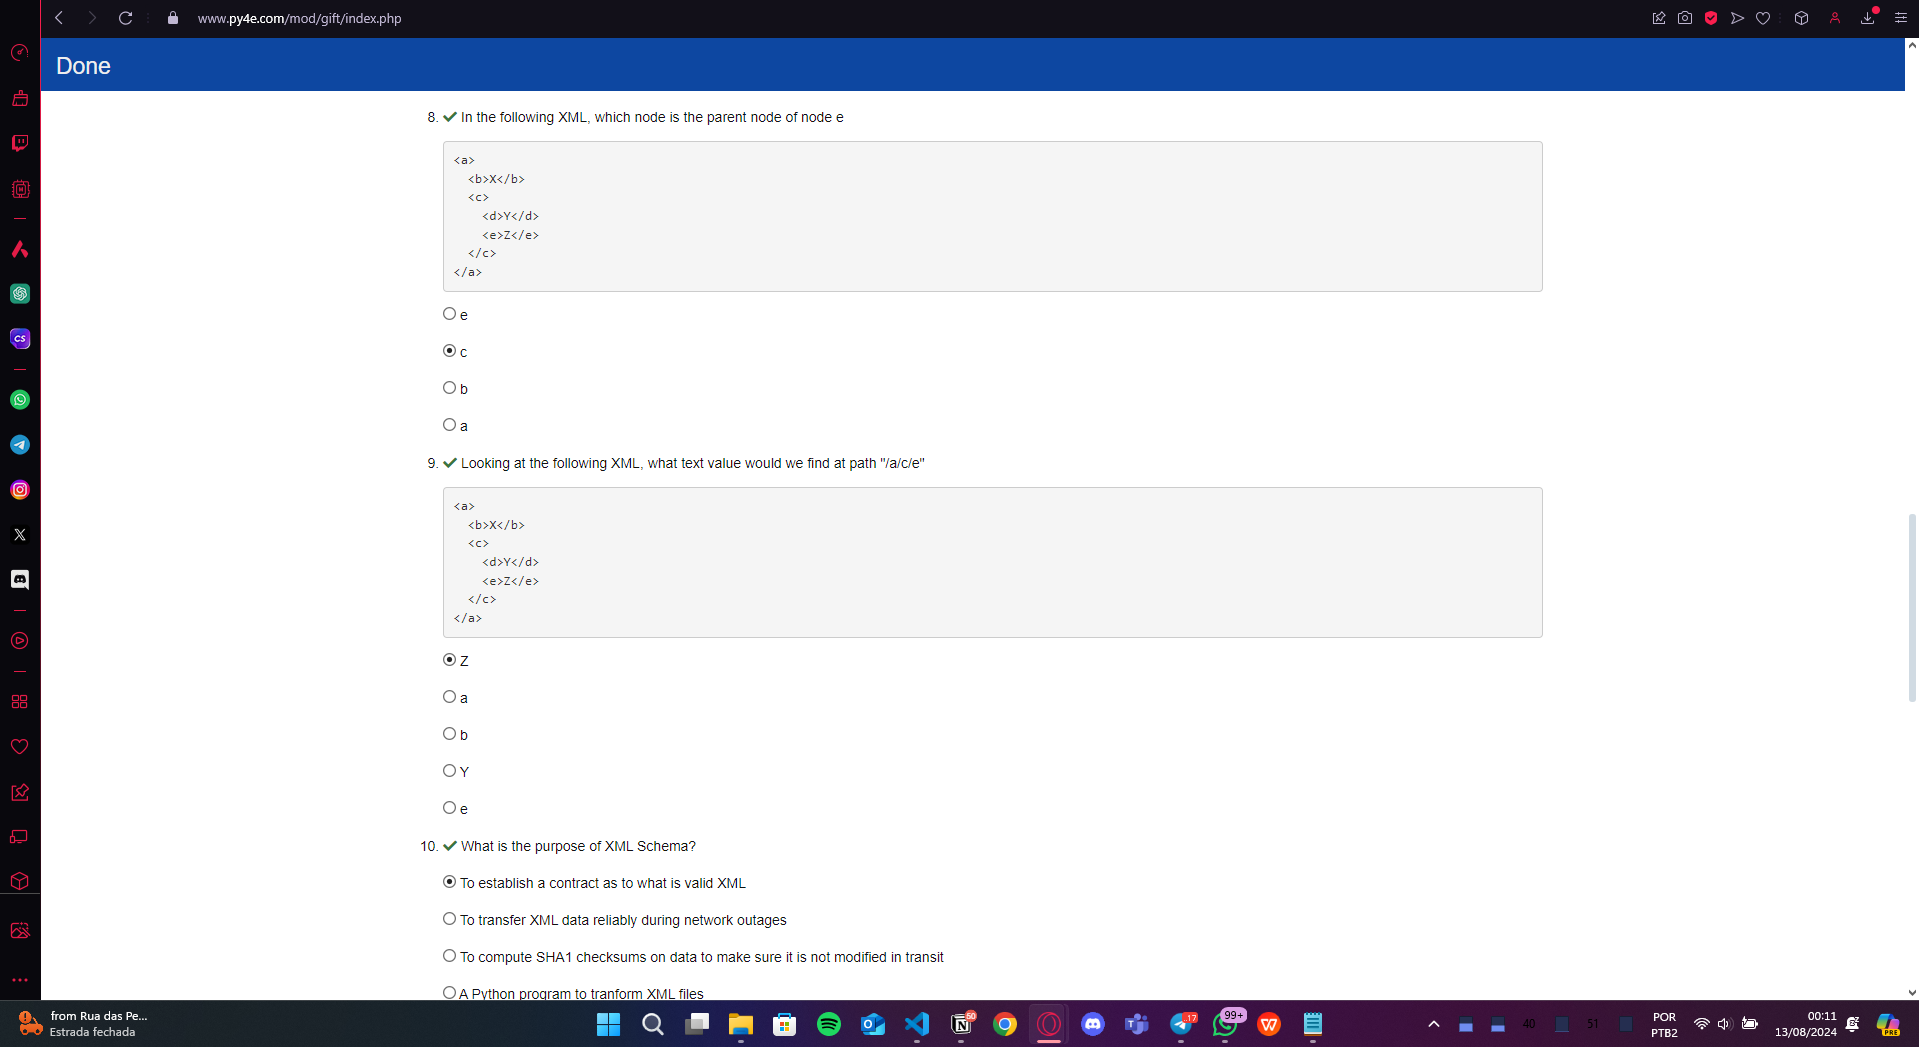 www.py4e.com/mod/gift/index.php
Done
8. In the following XML, which node is the parent node of node e
<a>
<b>X</b>
<c>
<d>Y</d>
<e>Z</e>
</c>
</a>
e
c
b
a
9. Looking at the following XML, what text value would we find at path "/a/c/e"
<a>
<b>X</b>
<c>
<d>Y</d>
<e>Z</e>
</c>
</a>
Z
a
b
Y
e
10. What is the purpose of XML Schema?
To establish a contract as to what is valid XML
To transfer XML data reliably during network outages
To compute SHA1 checksums on data to make sure it is not modified in transit
A Python program to tranform XML files
CS
from Rua das Pe...
Estrada fechada
60
17
99+
40
51
POR
PTB2
00:11
13/08/2024
PRE